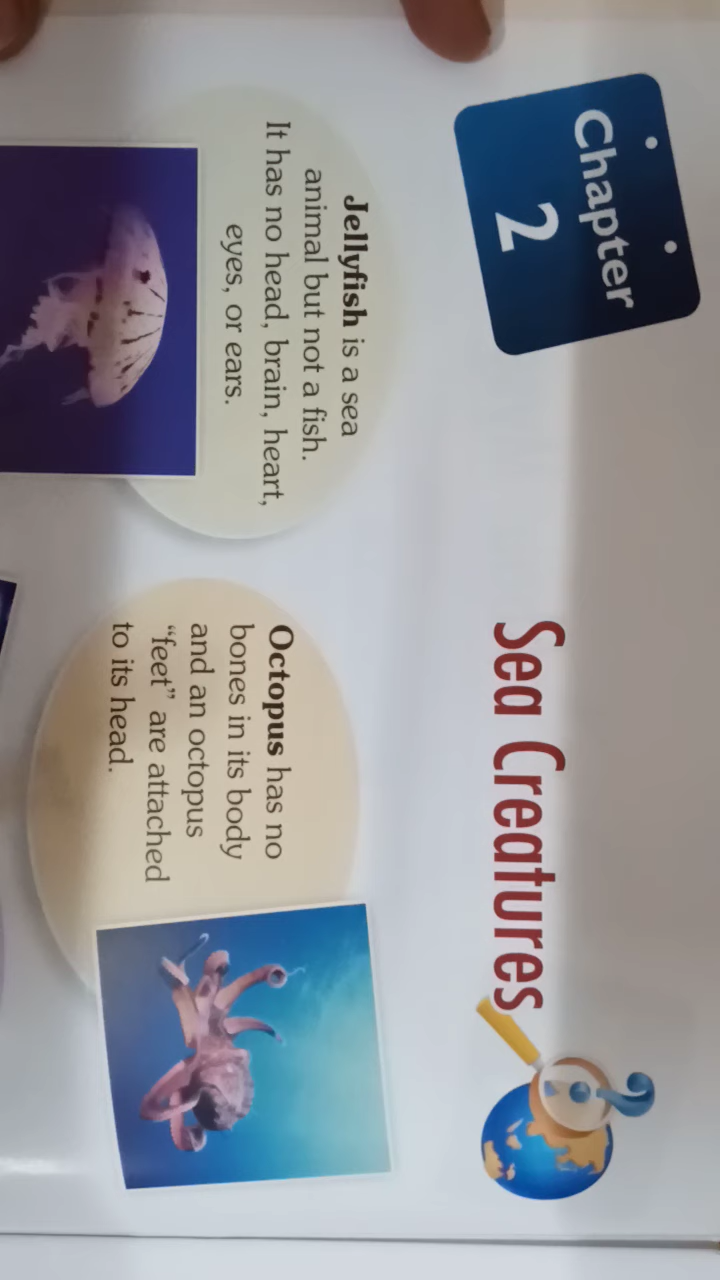 Chapter
2
Sea Creatures
Jellyfish is a sea
animal but not a fish.
It has no head, brain, heart,
eyes, or ears.
Octopus has no
bones in its body
and an octopus
“feet” are attached
to its head.